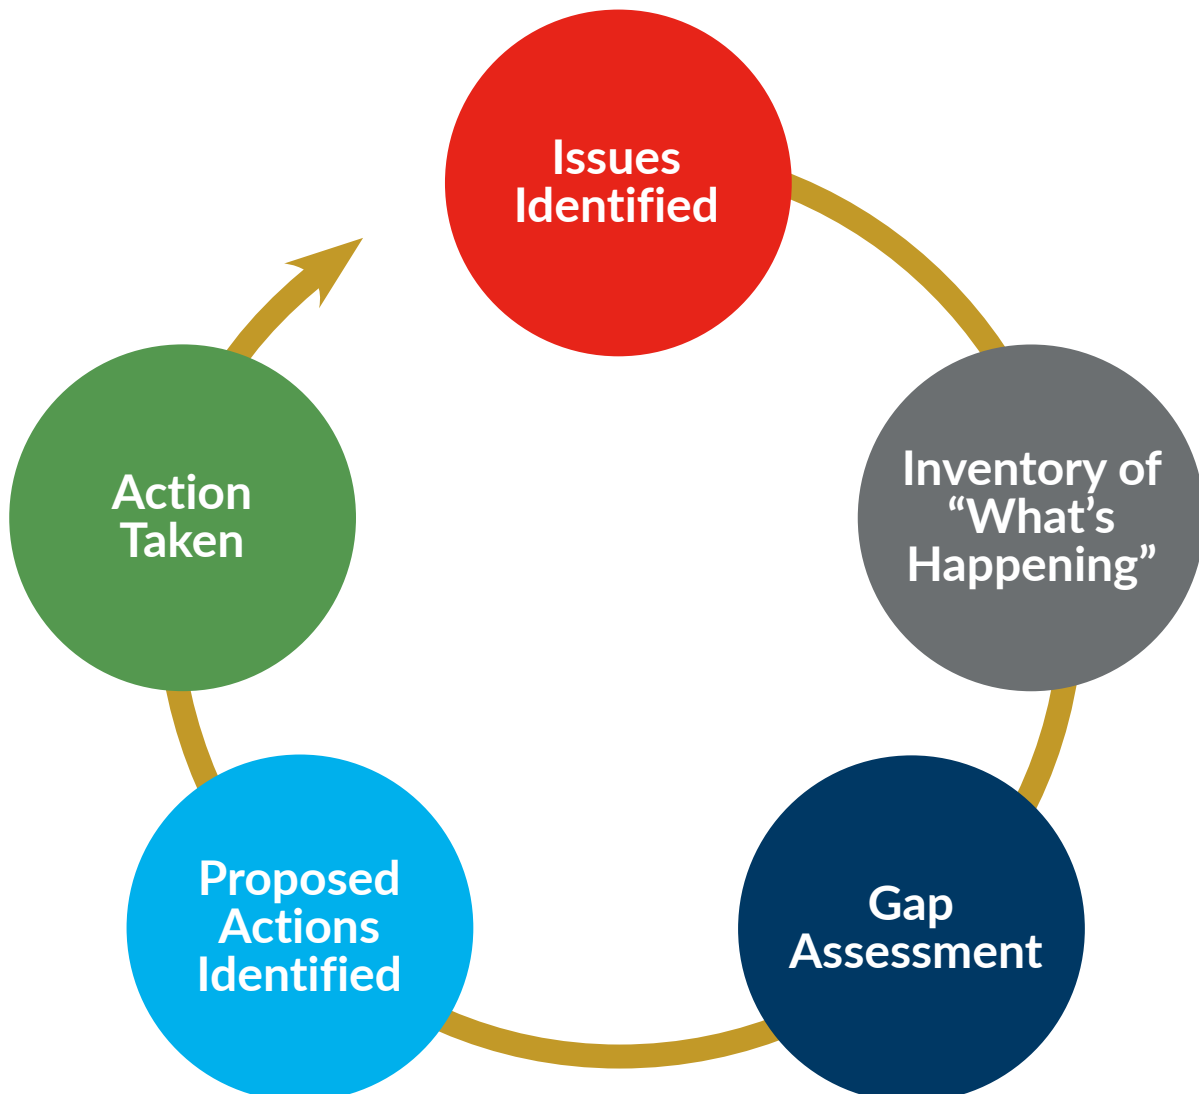 Issues
Identified
Inventory of
“What’s
Happening”
Gap
Assessment
Proposed
Actions
Identified
Action
Taken